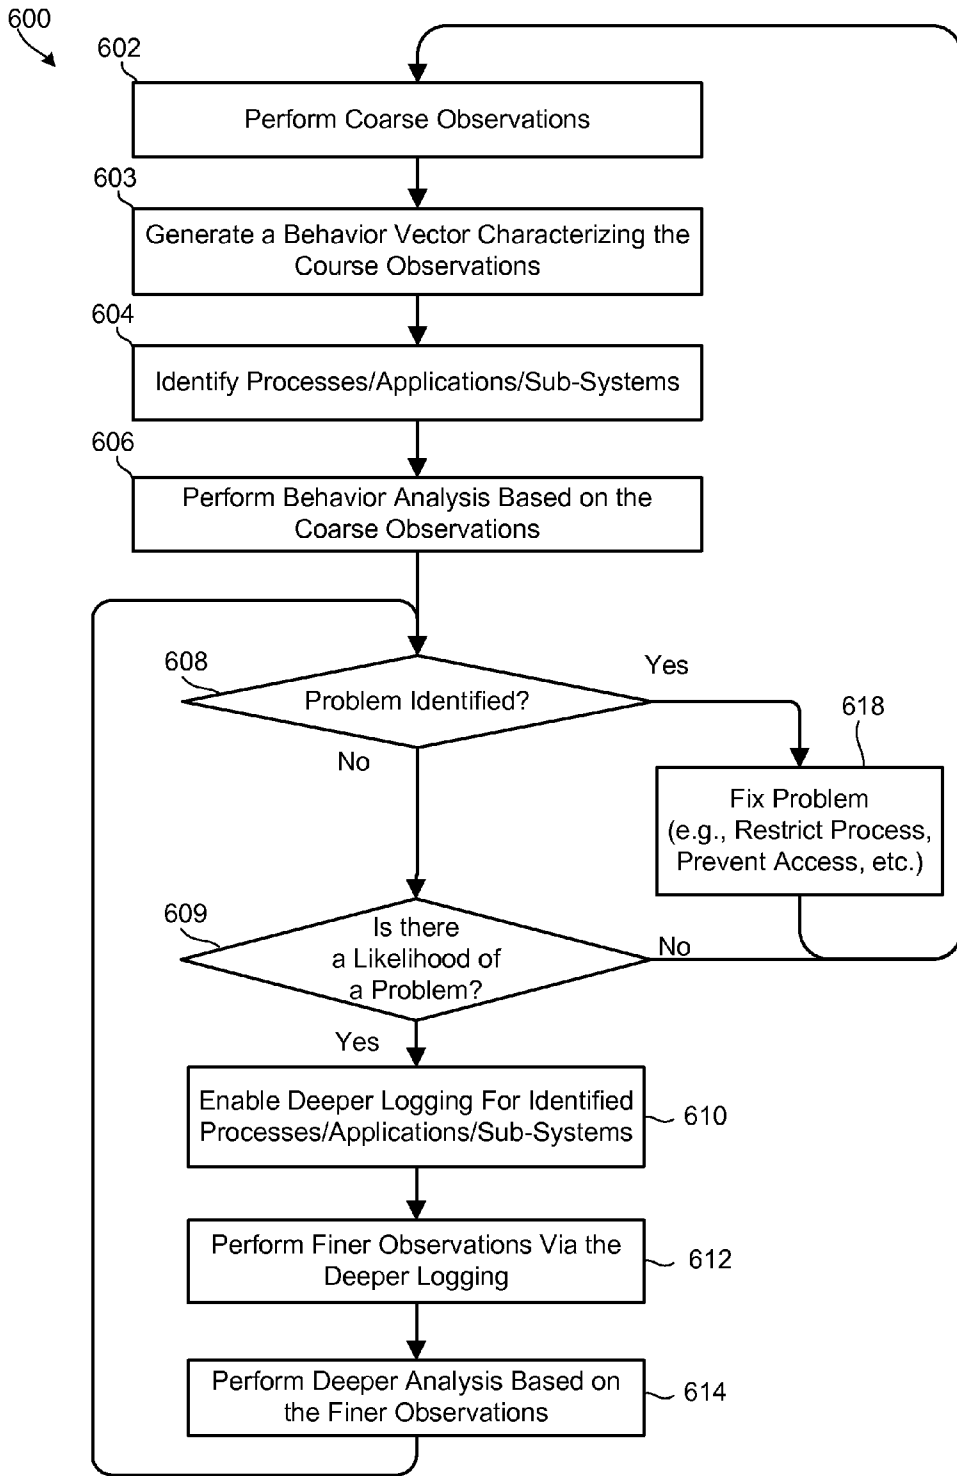 600
602
Perform Coarse Observations
603
Generate a Behavior Vector Characterizing the
Course Observations
604
Identify Processes/Applications/Sub-Systems
606
Perform Behavior Analysis Based on the
Coarse Observations
608
Problem Identified?
Yes
No
618
Fix Problem
(e.g., Restrict Process,
Prevent Access, etc.)
609
Is there
a Likelihood of
a Problem?
No
Yes
Enable Deeper Logging For Identified
Processes/Applications/Sub-Systems
610
Perform Finer Observations Via the
Deeper Logging
612
Perform Deeper Analysis Based on
the Finer Observations
614